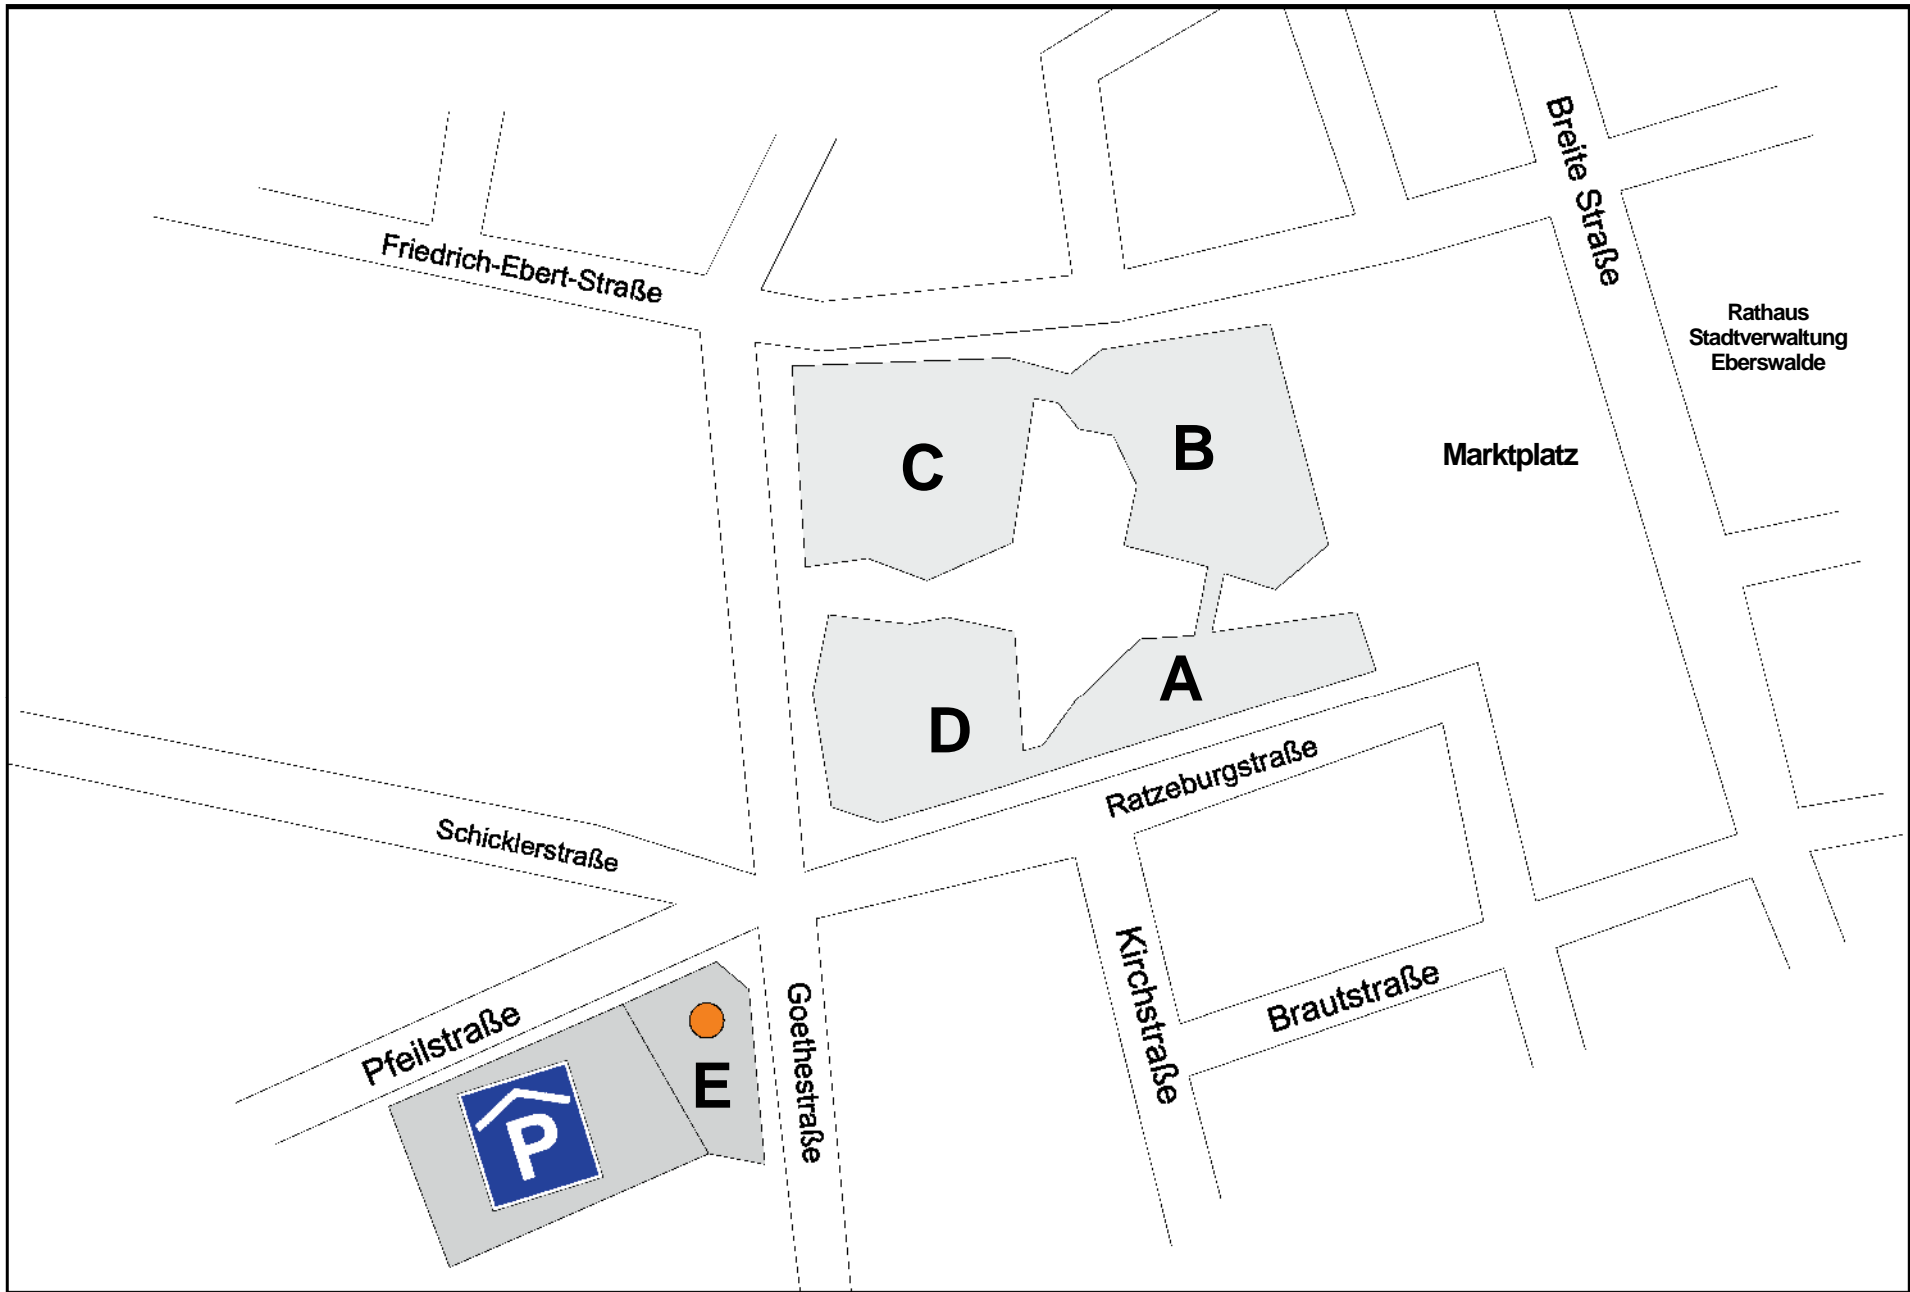 Breite Straße
Friedrich-Ebert-Straße
Rathaus
Stadtverwaltung
Eberswalde
B
C
Marktplatz
A
D
Ratzeburgstraße
Schicklerstraße
Kirchstraße
Brautstraße
Goethestraße
Pfeilstraße
E
P